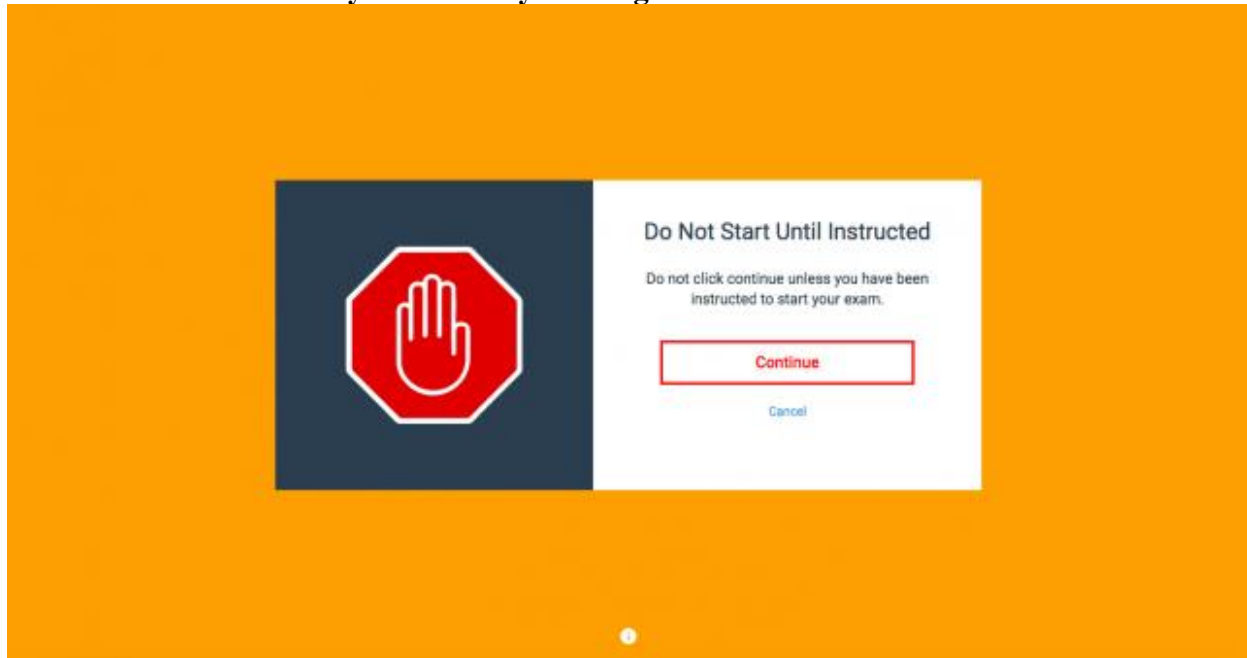 Do Not Start Until Instructed
Do not click continue unless you have been
instructed to start your exam.
Continue
Cancel